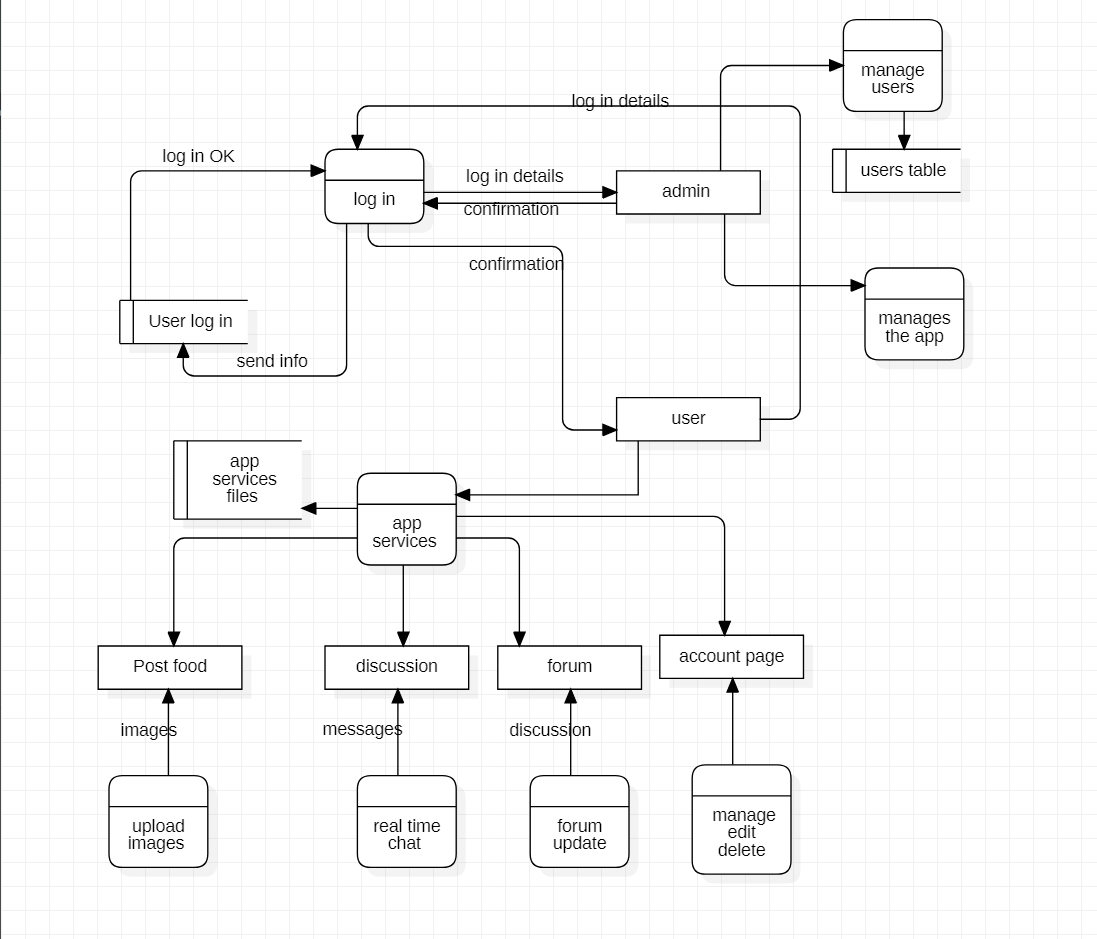 manage
users
log in details
log in OK
users table
log in details
log in
admin
confirmation
confirmation
User log in
manages
the app
send info
user
app
services
files
app
services
Post food
discussion
forum
account page
images
messages
discussion
upload
images
real time
chat
forum
update
manage
edit
delete